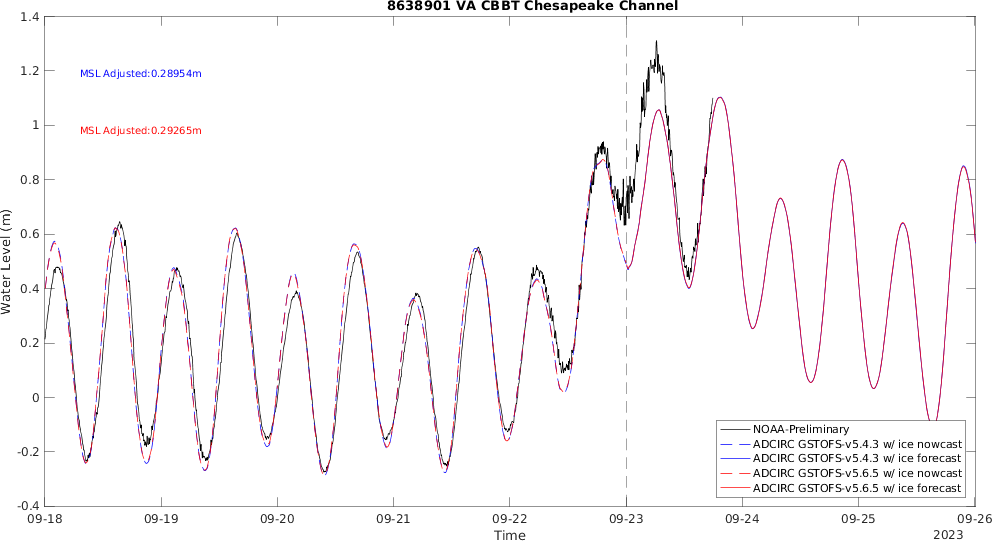 8638901 VA CBBT Chesapeake Channel
1.4
1.2
1
0.8
0.6
0.4
0.2
0
-0.2
-0.4
Water Level (m)
MSL Adjusted:0.28954m
MSL Adjusted:0.29265m
NOAA-Preliminary
ADCIRC GSTOFS-v5.4.3 w/ ice nowcast
ADCIRC GSTOFS-v5.4.3 w/ ice forecast
ADCIRC GSTOFS-v5.6.5 w/ ice nowcast
ADCIRC GSTOFS-v5.6.5 w/ ice forecast
09-18 09-19 09-20 09-21 09-22 09-23 09-24 09-25 09-26
Time
2023